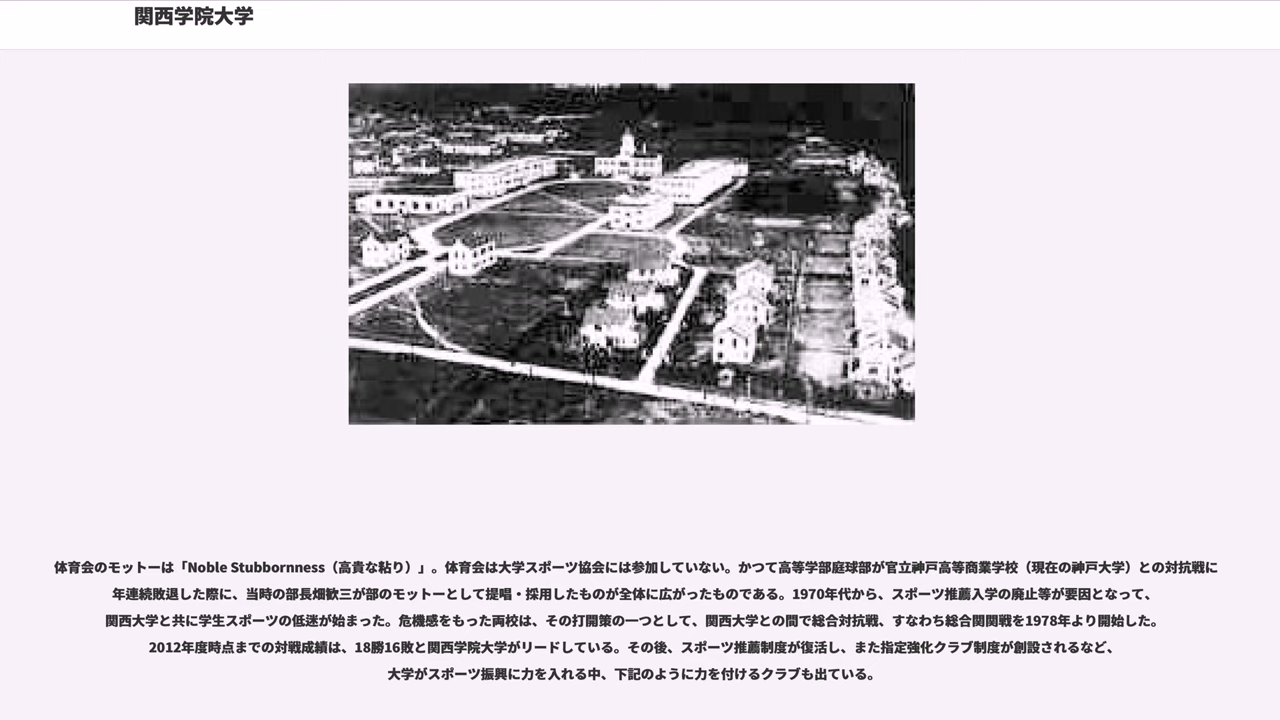 関西学院大学
体育会のモットーは「Noble Stubbornness（高貴な粘り）」。体育会は大学スポーツ協会には参加していない。かつて高等学部庭球部が官立神戸高等商業学校（現在の神戸大学）との対抗戦に
年連続敗退した際に、当時の部長畑歓三が部のモットーとして提唱・採用したものが全体に広がったものである。1970年代から、スポーツ推薦入学の廃止等が要因となって、
関西大学と共に学生スポーツの低迷が始まった。危機感をもった両校は、その打開策の一つとして、関西大学との間で総合対抗戦、すなわち総合関関戦を1978年より開始した。
2012年度時点までの対戦成績は、18勝16敗と関西学院大学がリードしている。その後、スポーツ推薦制度が復活し、また指定強化クラブ制度が創設されるなど、
大学がスポーツ振興に力を入れる中、下記のように力を付けるクラブも出ている。